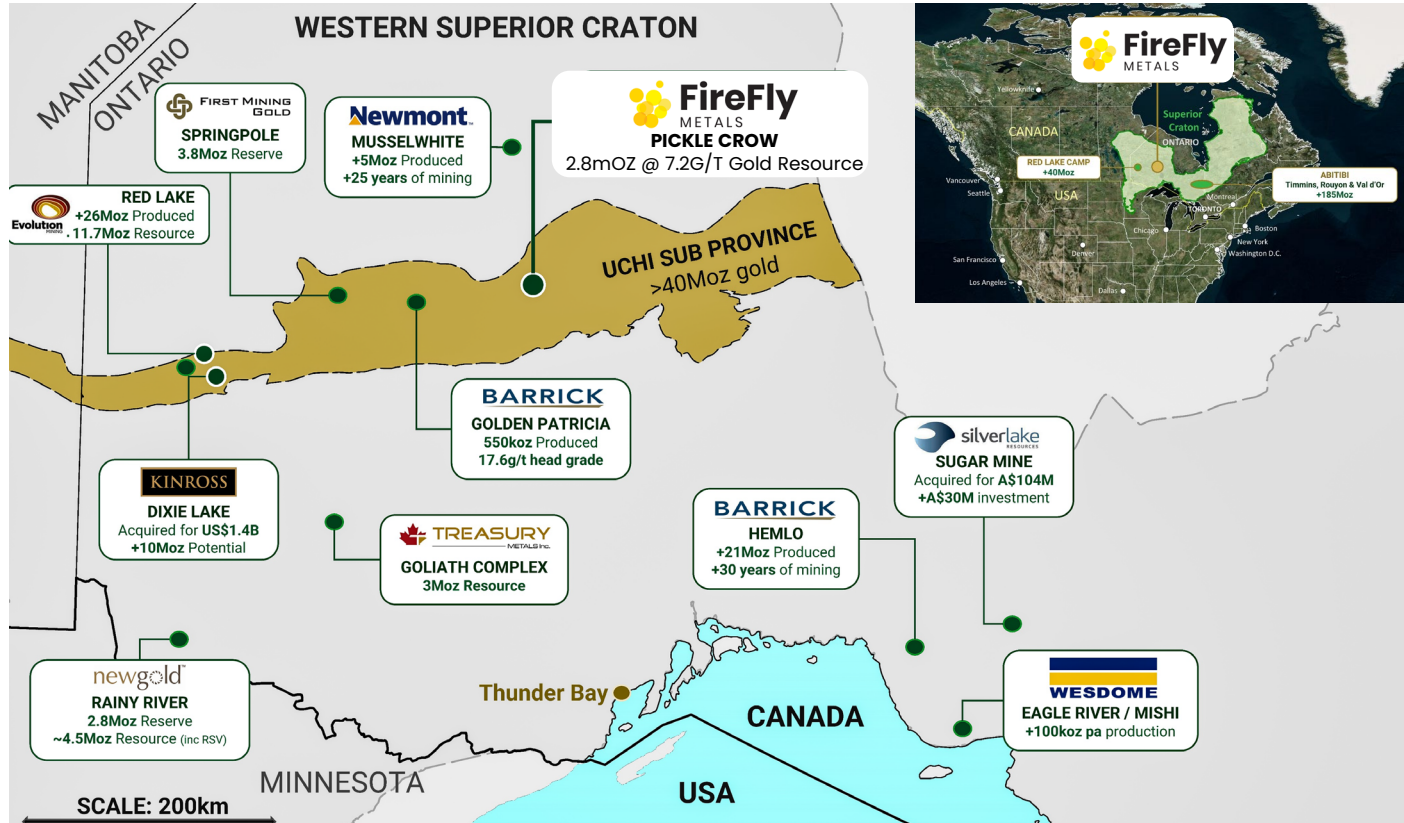 WESTERN SUPERIOR CRATON
MANITOBA
ONTARIO
FIRST MINING
GOLD
SPRINGPOLE
3.8Moz Reserve
Newmont™
MUSSELWHITE
+5Moz Produced
+25 years of mining
FireFly
METALS
PICKLE CROW
2.8mOZ @ 7.2G/T Gold Resource
Evolution
MINING
RED LAKE
+26Moz Produced
11.7Moz Resource
UCHI SUB PROVINCE
>40Moz gold
BARRICK
GOLDEN PATRICIA
550koz Produced
17.6g/t head grade
KINROSS
DIXIE LAKE
Acquired for US$1.4B
+10Moz Potential
TREASURY
METALS Inc.
GOLIATH COMPLEX
3Moz Resource
BARRICK
HEMLO
+21Moz Produced
+30 years of mining
silverlake
RESOURCES
SUGAR MINE
Acquired for A$104M
+A$30M investment
newgold™
RAINY RIVER
2.8Moz Reserve
~4.5Moz Resource (inc RSV)
WESDOME
EAGLE RIVER / MISHI
+100koz pa production
Thunder Bay
CANADA
USA
MINNESOTA
SCALE: 200km
FireFly
METALS
Yellowknife
CANADA
Superior
Craton
ONTARIO
RED LAKE CAMP
+40Moz
ABITIBI
Timmins, Rouyon & Val d'Or
+185Moz
Vancouver
Seattle
USA
Montreal
TORONTO
Chicago
Boston
New York
Washington D.C.
Denver
San Francisco
Los Angeles
Dallas